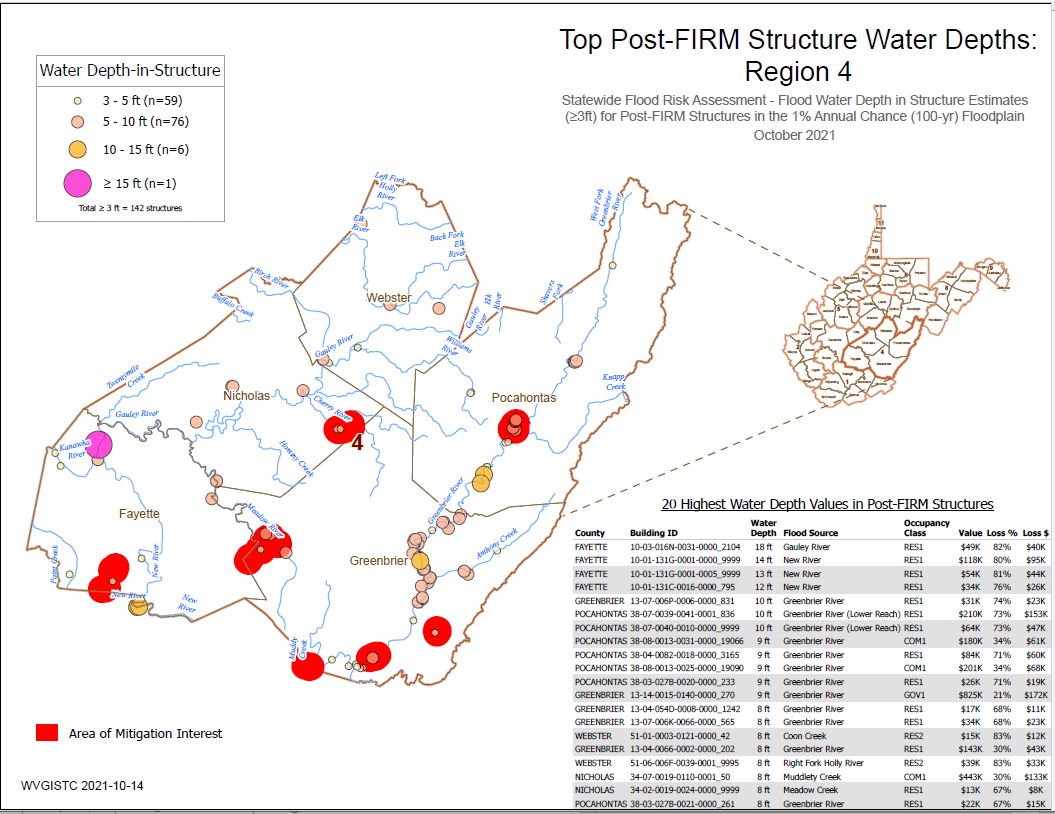 Top Post-FIRM Structure Water Depths:
Region 4
Statewide Flood Risk Assessment - Flood Water Depth in Structure Estimates
(≥3ft) for Post-FIRM Structures in the 1% Annual Chance (100-yr) Floodplain
October 2021
Water Depth-in-Structure
3 - 5 ft (n=59)
5 - 10 ft (n=76)
10 - 15 ft (n=6)
≥ 15 ft (n=1)
Total ≥ 3 ft = 142 structures
Left Fork
Holly
River
West Fork
Greenbrier
River
Elk
River
Back Fork
Elk
River
Birch River
Buffalo Creek
Webster
Gauley
River
Elk
River
Shavers
Fork
Gauley River
Williams
River
Twentymile
Creek
Knapp
Creek
Nicholas
Pocahontas
Cherry River
Gauley River
4
Kanawha
River
Hominy Creek
Greenbrier River
Fayette
Meadow River
Anthony Creek
Greenbrier
Paint Creek
New River
New River
New
River
Muddy
Creek
Area of Mitigation Interest
WVGISTC 2021-10-14
20 Highest Water Depth Values in Post-FIRM Structures
County Building ID Water Depth Flood Source Occupancy Class Value Loss % Loss $
FAYETTE 10-03-016N-0031-0000_2104 18 ft Gauley River RES1 $49K 82% $40K
FAYETTE 10-01-131G-0001-0000_9999 14 ft New River RES1 $118K 80% $95K
FAYETTE 10-01-131G-0001-0005_9999 13 ft New River RES1 $54K 81% $44K
FAYETTE 10-01-131C-0016-0000_795 12 ft New River RES1 $34K 76% $26K
GREENBRIER 13-07-006P-0006-0000_831 10 ft Greenbrier River RES1 $31K 74% $23K
POCAHONTAS 38-07-0039-0041-0001_836 10 ft Greenbrier River (Lower Reach) RES1 $210K 73% $153K
POCAHONTAS 38-07-0040-0010-0000_9999 10 ft Greenbrier River (Lower Reach) RES1 $64K 73% $47K
POCAHONTAS 38-08-0013-0031-0000_19066 9 ft Greenbrier River COM1 $180K 34% $61K
POCAHONTAS 38-04-0082-0018-0000_3165 9 ft Greenbrier River RES1 $84K 71% $60K
POCAHONTAS 38-08-0013-0025-0000_19090 9 ft Greenbrier River COM1 $201K 34% $68K
POCAHONTAS 38-03-027B-0020-0000_233 9 ft Greenbrier River RES1 $26K 71% $19K
GREENBRIER 13-14-0015-0140-0000_270 9 ft Greenbrier River GOV1 $825K 21% $172K
GREENBRIER 13-04-054D-0008-0000_1242 8 ft Greenbrier River RES1 $17K 68% $11K
GREENBRIER 13-07-006K-0066-0000_565 8 ft Greenbrier River RES1 $34K 68% $23K
WEBSTER 51-01-0003-0121-0000_42 8 ft Coon Creek RES2 $15K 83% $12K
GREENBRIER 13-04-0066-0002-0000_202 8 ft Greenbrier River RES1 $143K 30% $43K
WEBSTER 51-06-006F-0039-0001_9995 8 ft Right Fork Holly River RES2 $39K 83% $33K
NICHOLAS 34-07-0019-0110-0001_50 8 ft Muddlety Creek COM1 $443K 30% $133K
NICHOLAS 34-02-0019-0024-0000_9999 8 ft Meadow Creek RES1 $13K 67% $8K
POCAHONTAS 38-03-027B-0021-0000_261 8 ft Greenbrier River RES1 $22K 67% $15K